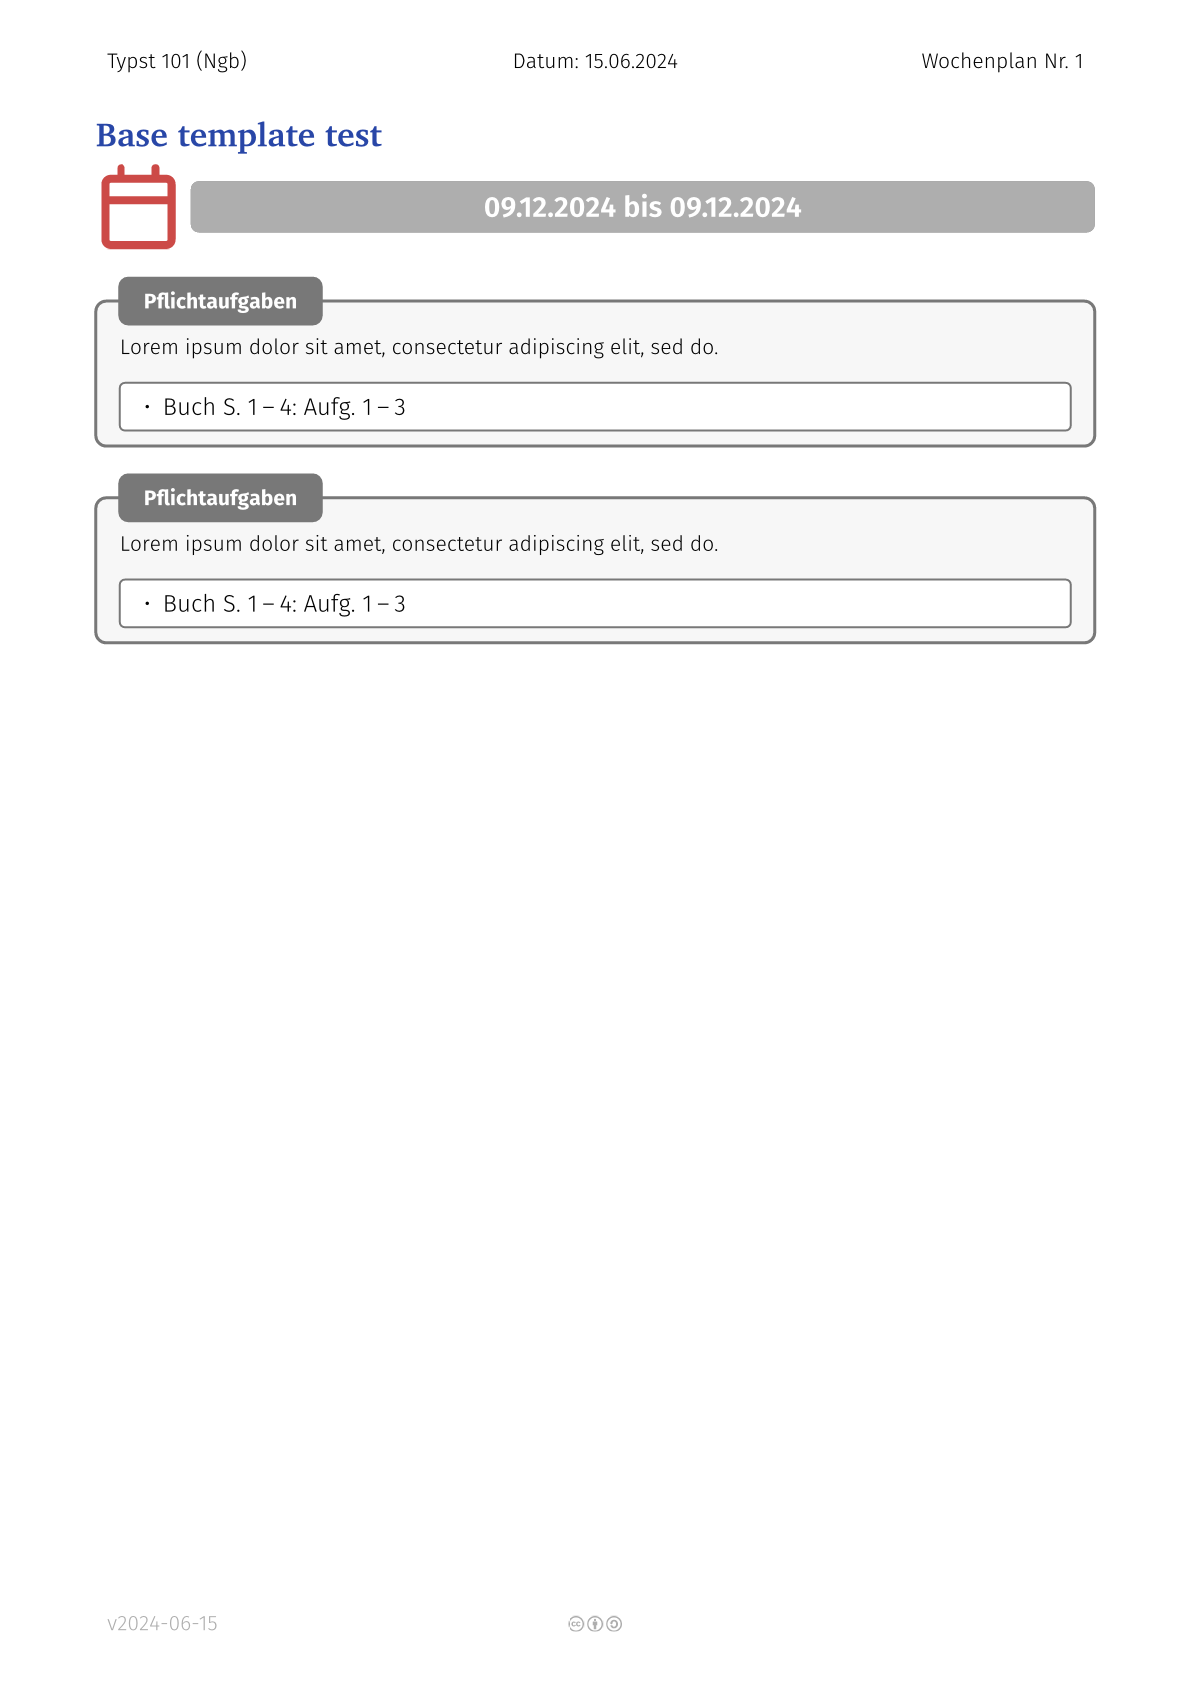 Typst 101 (Ngb) Datum: 15.06.2024 Wochenplan Nr. 1
Base template test
09.12.2024 bis 09.12.2024
Pflichtaufgaben
Lorem ipsum dolor sit amet, consectetur adipiscing elit, sed do.
• Buch S. 1 – 4: Aufg. 1 – 3
Pflichtaufgaben
Lorem ipsum dolor sit amet, consectetur adipiscing elit, sed do.
• Buch S. 1 – 4: Aufg. 1 – 3
v2024-06-15